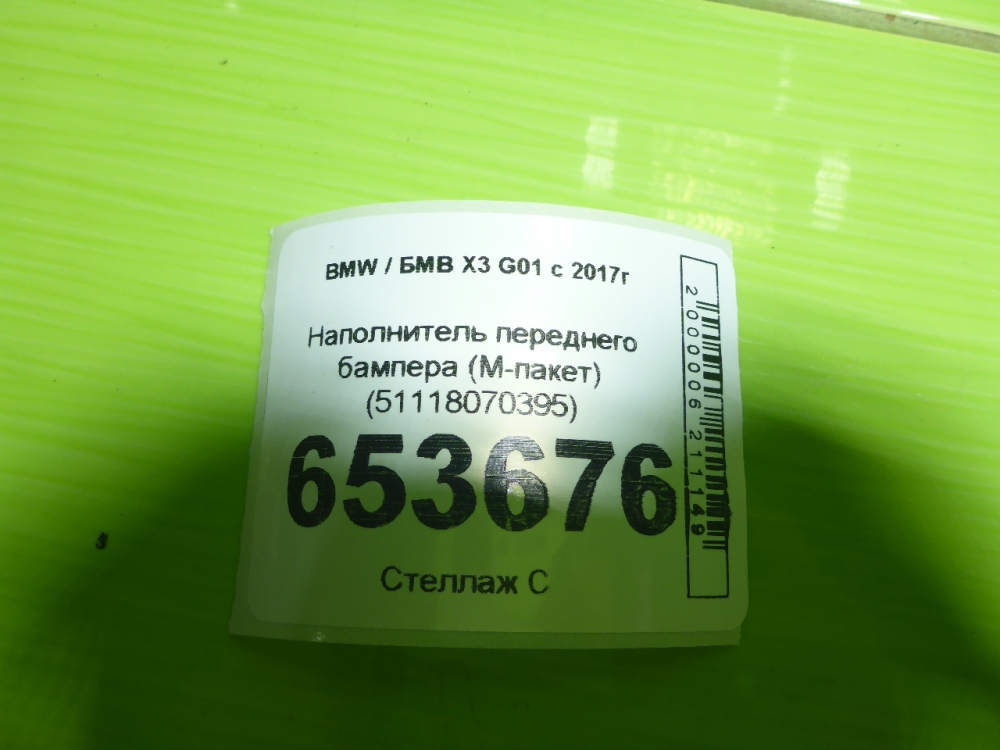 BMW / БМВ X3 G01 с 2017г
Наполнитель переднего
бампера (М-пакет)
(51118070395)
653676
Стеллаж С
2000006211149